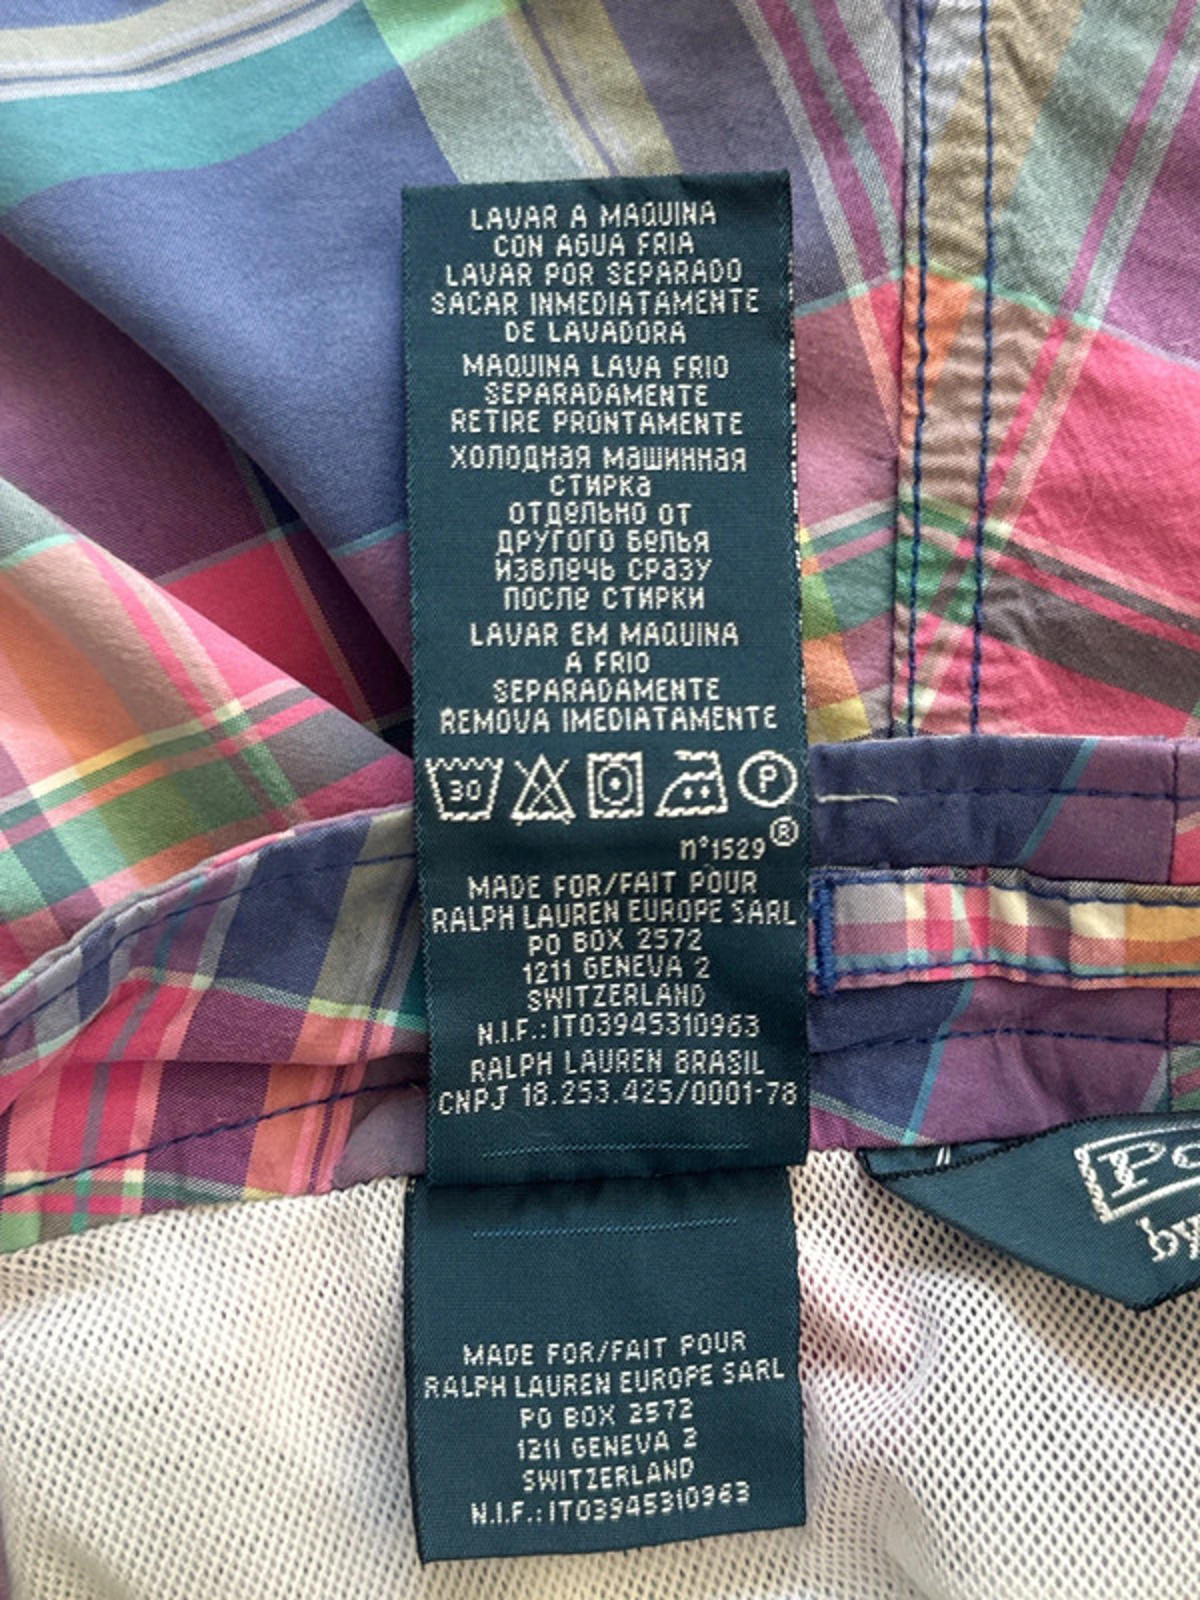 LAVAR A MAQUINA
CON AGUA FRIA
LAVAR POR SEPARADO
SACAR INMEDIATAMENTE
DE LAVADORA
MAQUINA LAVA FRIO
SEPARADAMENTE
RETIRE PRONTAMENTE
ХОЛОДНАЯ МАШИННАЯ
СТИРКА
ОТДЕЛЬНО ОТ
ДРУГОГО БЕЛЬЯ
ИЗВЛЕЧЬ СРАЗУ
ПОСЛЕ СТИРКИ
LAVAR EM MAQUINA
A FRIO
SEPARADAMENTE
REMOVA IMEDIATAMENTE
30 P
n°1529 ®
MADE FOR/FAIT POUR
RALPH LAUREN EUROPE SARL
PO BOX 2572
1211 GENEVA 2
SWITZERLAND
N.I.F.: IT03945310963
RALPH LAUREN BRASIL
CNPJ 18.253.425/0001-78
by
MADE FOR/FAIT POUR
RALPH LAUREN EUROPE SARL
PO BOX 2572
1211 GENEVA 2
SWITZERLAND
N.I.F.: IT03945310963